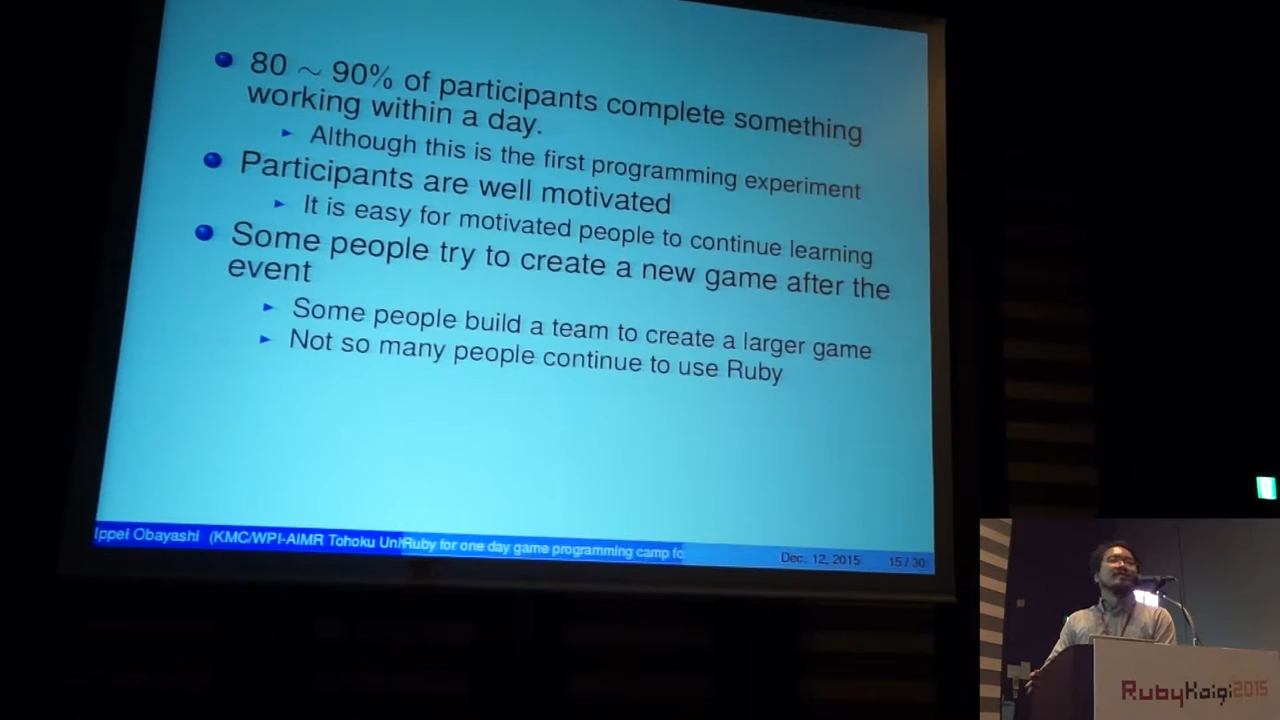 80 ~ 90% of participants complete something
working within a day.
Although this is the first programming experiment
Participants are well motivated
It is easy for motivated people to continue learning
Some people try to create a new game after the
event
Some people build a team to create a larger game
Not so many people continue to use Ruby
Ippei Obayashi (KMC/WPI-AIMR Tohoku Uni
Ruby for one day game programming camp fo
Dec. 12, 2015
15 / 30
RubyKaigi2015